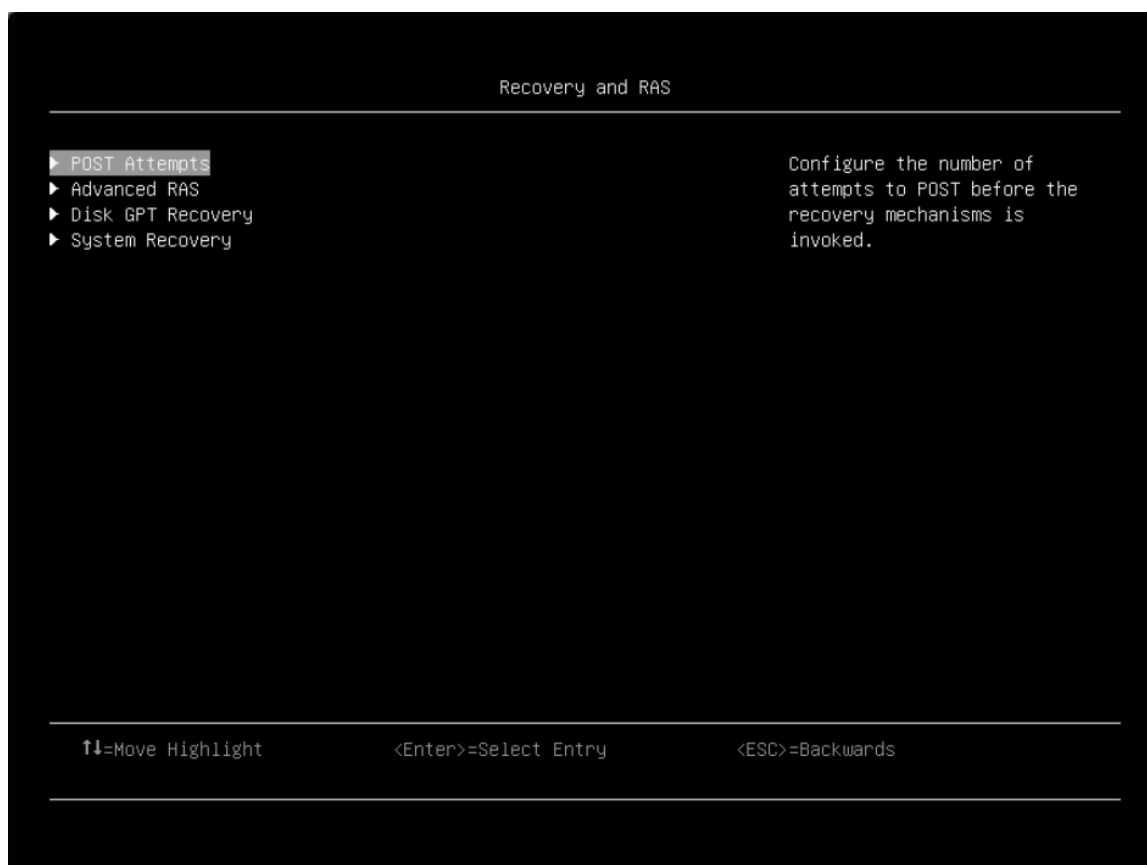 Recovery and RAS
▶ POST Attempts
▶ Advanced RAS
▶ Disk GPT Recovery
▶ System Recovery
Configure the number of
attempts to POST before the
recovery mechanisms is
invoked.
↑↓=Move Highlight
<Enter>=Select Entry
<ESC>=Backwards